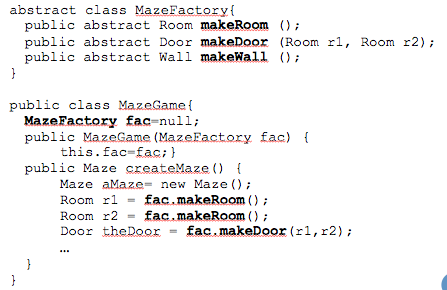 abstract class MazeFactory{
  public abstract Room makeRoom ();
  public abstract Door makeDoor (Room r1, Room r2);
  public abstract Wall makeWall ();
}

public class MazeGame{
  MazeFactory fac=null;
  public MazeGame(MazeFactory fac) {
      this.fac=fac;}
  public Maze createMaze() {
      Maze aMaze= new Maze();
      Room r1 = fac.makeRoom();
      Room r2 = fac.makeRoom();
      Door theDoor = fac.makeDoor(r1,r2);
      …
  }
}